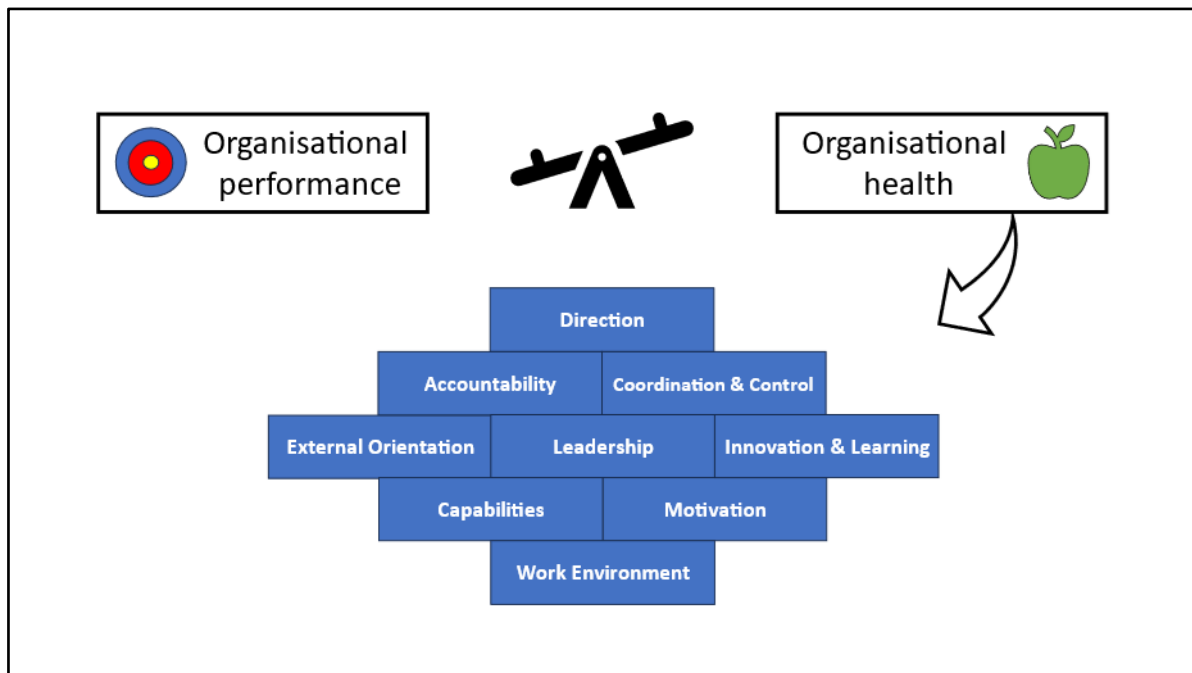 Organisational
performance
Organisational
health
Direction
Accountability
Coordination & Control
External Orientation
Leadership
Innovation & Learning
Capabilities
Motivation
Work Environment